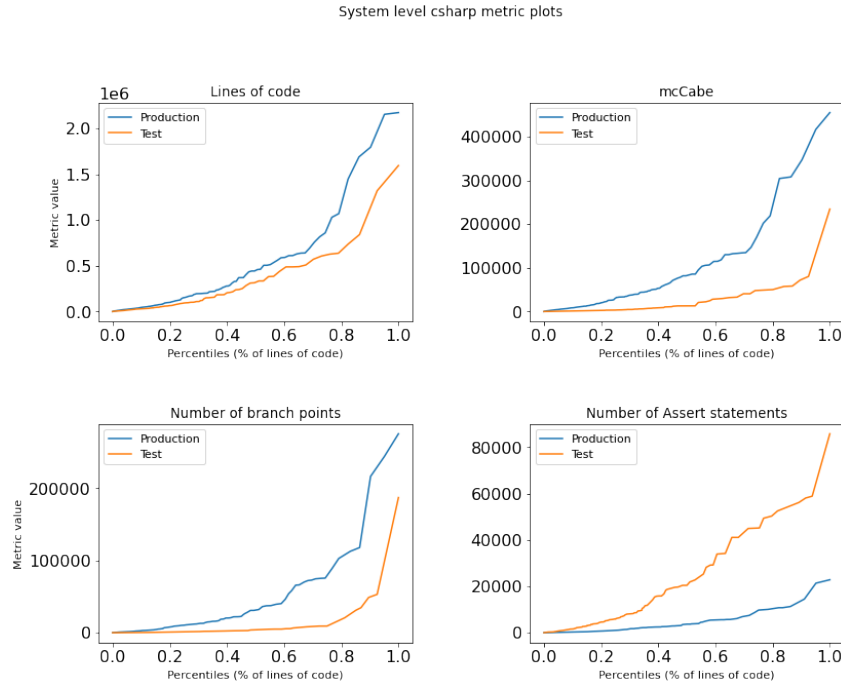 System level csharp metric plots
Lines of code
1e6
Production
Test
2.0
1.5
1.0
0.5
0.0
Metric value
0.0 0.2 0.4 0.6 0.8 1.0
Percentiles (% of lines of code)
mcCabe
Production
Test
400000
300000
200000
100000
0
0.0 0.2 0.4 0.6 0.8 1.0
Percentiles (% of lines of code)
Number of branch points
Production
Test
200000
100000
0
Metric value
0.0 0.2 0.4 0.6 0.8 1.0
Percentiles (% of lines of code)
Number of Assert statements
Production
Test
80000
60000
40000
20000
0
0.0 0.2 0.4 0.6 0.8 1.0
Percentiles (% of lines of code)